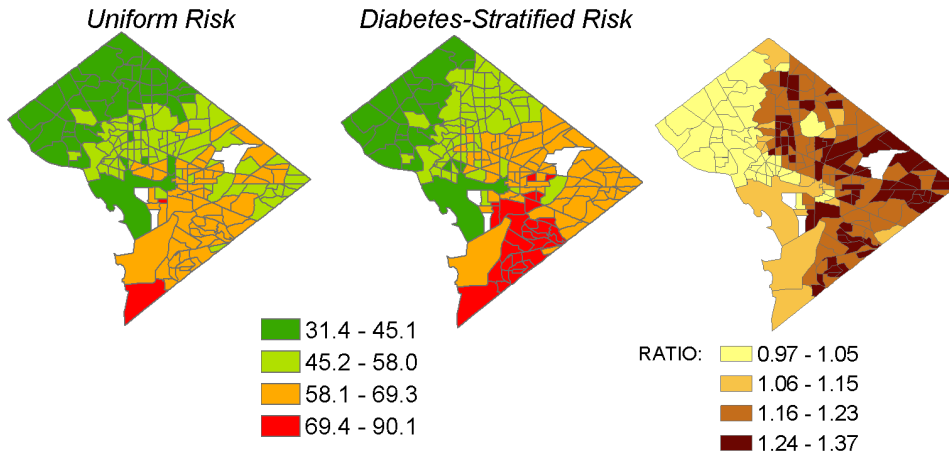 Uniform Risk
Diabetes-Stratified Risk
31.4 - 45.1
45.2 - 58.0
58.1 - 69.3
69.4 - 90.1
RATIO: 0.97 - 1.05
1.06 - 1.15
1.16 - 1.23
1.24 - 1.37